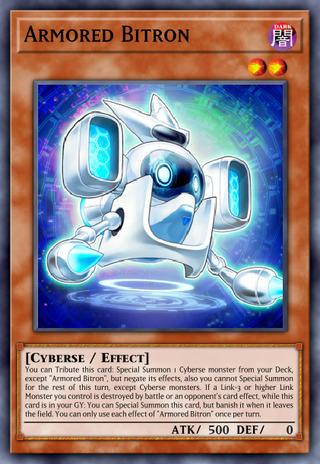 Armored Bitron
DARK
闇
[Cyberse / Effect]
You can Tribute this card: Special Summon 1 Cyberse monster from your Deck,
except "Armored Bitron", but negate its effects, also you cannot Special Summon
for the rest of this turn, except Cyberse monsters. If a Link-3 or higher Link
Monster you control is destroyed by battle or an opponent's card effect, while this
card is in your GY: You can Special Summon this card, but banish it when it leaves
the field. You can only use each effect of "Armored Bitron" once per turn.
ATK/ 500 DEF/ 0